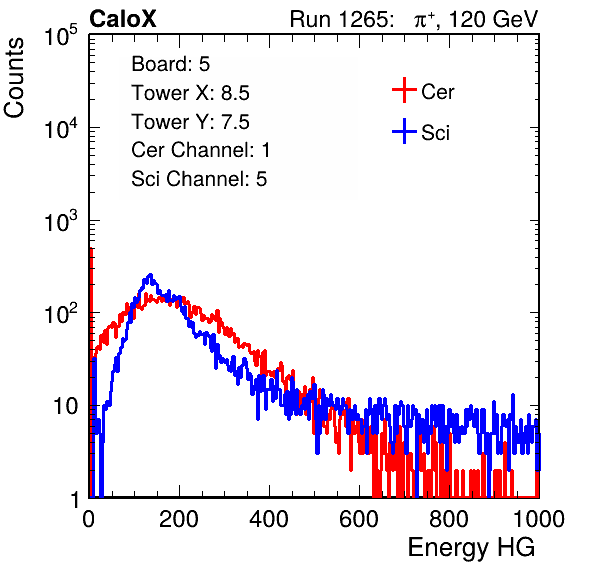 CaloX Run 1265: π⁺, 120 GeV
Counts
10⁵
10⁴
10³
10²
10
1
Board: 5
Tower X: 8.5
Tower Y: 7.5
Cer Channel: 1
Sci Channel: 5
Cer
Sci
0 200 400 600 800 1000
Energy HG